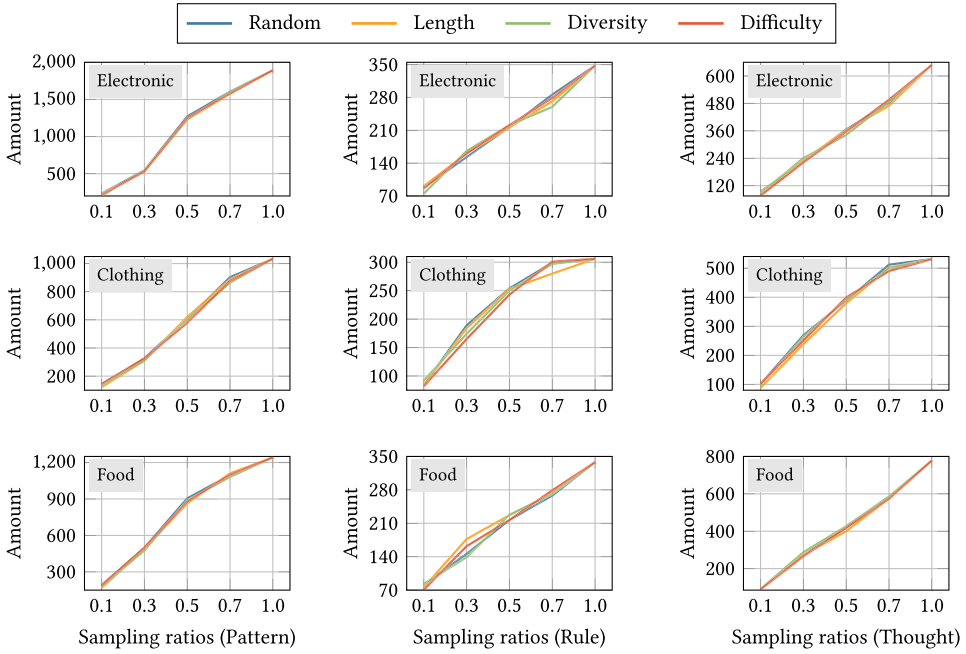 Random Length Diversity Difficulty
2,000
1,500
1,000
500
Amount
Electronic
0.1 0.3 0.5 0.7 1.0
350
280
210
140
70
Amount
Electronic
0.1 0.3 0.5 0.7 1.0
600
480
360
240
120
Amount
Electronic
0.1 0.3 0.5 0.7 1.0
1,000
800
600
400
200
Amount
Clothing
0.1 0.3 0.5 0.7 1.0
300
250
200
150
100
Amount
Clothing
0.1 0.3 0.5 0.7 1.0
500
400
300
200
100
Amount
Clothing
0.1 0.3 0.5 0.7 1.0
1,200
900
600
300
Amount
Food
0.1 0.3 0.5 0.7 1.0
Sampling ratios (Pattern)
350
280
210
140
70
Amount
Food
0.1 0.3 0.5 0.7 1.0
Sampling ratios (Rule)
800
600
400
200
Amount
Food
0.1 0.3 0.5 0.7 1.0
Sampling ratios (Thought)